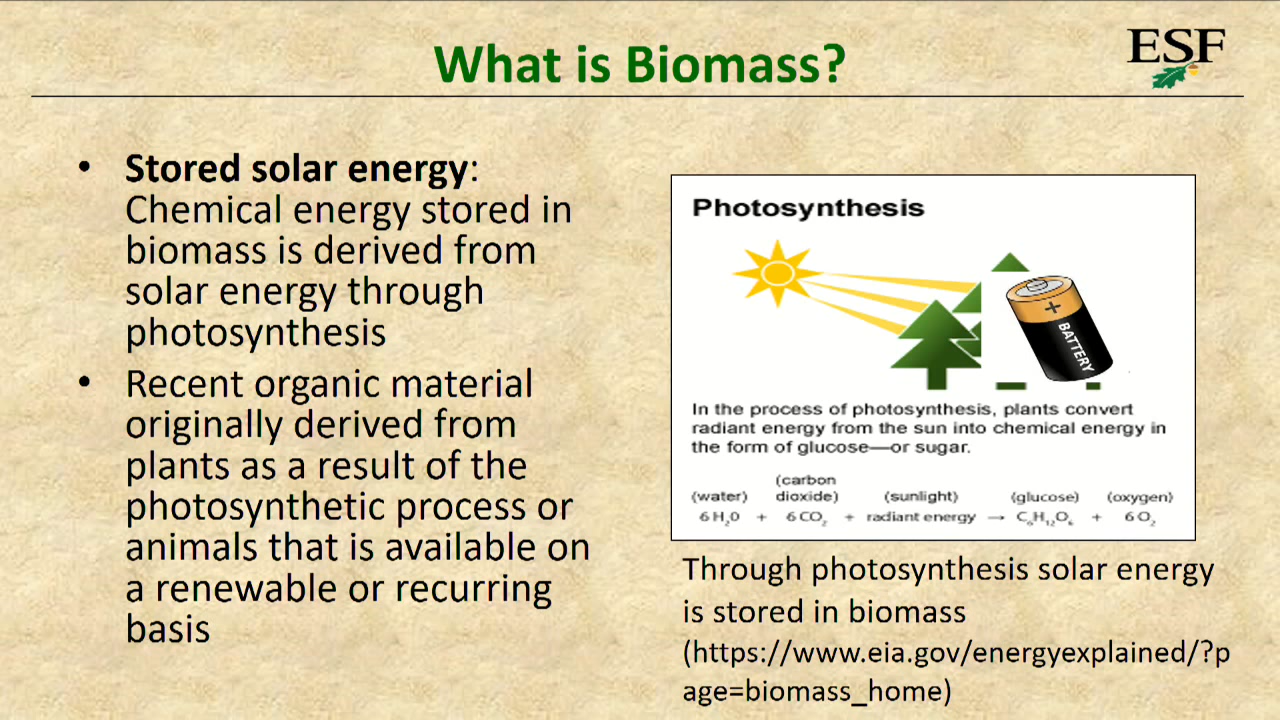 What is Biomass?
ESF
• Stored solar energy:
Chemical energy stored in
biomass is derived from
solar energy through
photosynthesis
• Recent organic material
originally derived from
plants as a result of the
photosynthetic process or
animals that is available on
a renewable or recurring
basis
Photosynthesis
+
BATTERY
In the process of photosynthesis, plants convert
radiant energy from the sun into chemical energy in
the form of glucose—or sugar.
(water) (carbon dioxide) (sunlight) (glucose) (oxygen)
6 H₂0 + 6 CO₂ + radiant energy → C₆H₁₂O₆ + 6 O₂
Through photosynthesis solar energy
is stored in biomass
(https://www.eia.gov/energyexplained/?p
age=biomass_home)